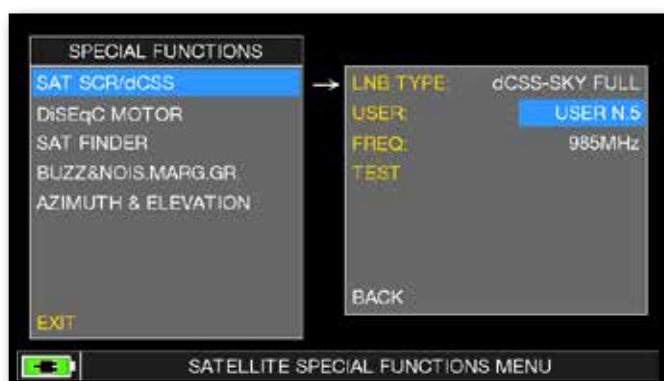 SPECIAL FUNCTIONS
SAT SCR/dCSS
DiSEqC MOTOR
SAT FINDER
BUZZ&NOIS.MARG.GR
AZIMUTH & ELEVATION
EXIT
LNB TYPE: dCSS-SKY FULL
USER: USER N.5
FREQ: 985MHz
TEST
BACK
SATELLITE SPECIAL FUNCTIONS MENU